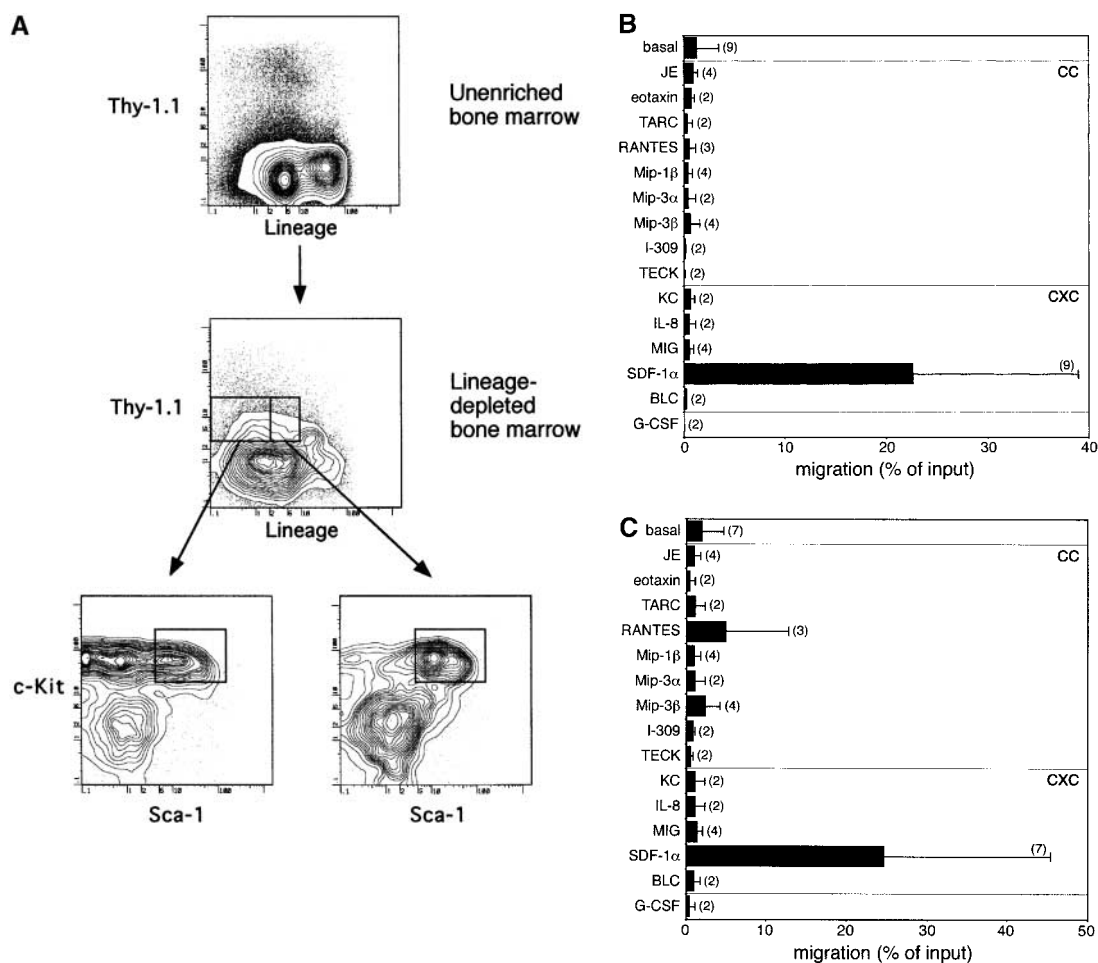 A
Thy-1.1
Unenriched
bone marrow
Lineage
Thy-1.1
Lineage-
depleted
bone marrow
Lineage
c-Kit
Sca-1
Sca-1
B
basal (9)
CC
JE (4)
eotaxin (2)
TARC (2)
RANTES (3)
Mip-1β (4)
Mip-3α (2)
Mip-3β (4)
I-309 (2)
TECK (2)
CXC
KC (2)
IL-8 (2)
MIG (4)
SDF-1α (9)
BLC (2)
G-CSF (2)
0 10 20 30 40
migration (% of input)
C
basal (7)
CC
JE (4)
eotaxin (2)
TARC (2)
RANTES (3)
Mip-1β (4)
Mip-3α (2)
Mip-3β (4)
I-309 (2)
TECK (2)
CXC
KC (2)
IL-8 (2)
MIG (4)
SDF-1α (7)
BLC (2)
G-CSF (2)
0 10 20 30 40 50
migration (% of input)